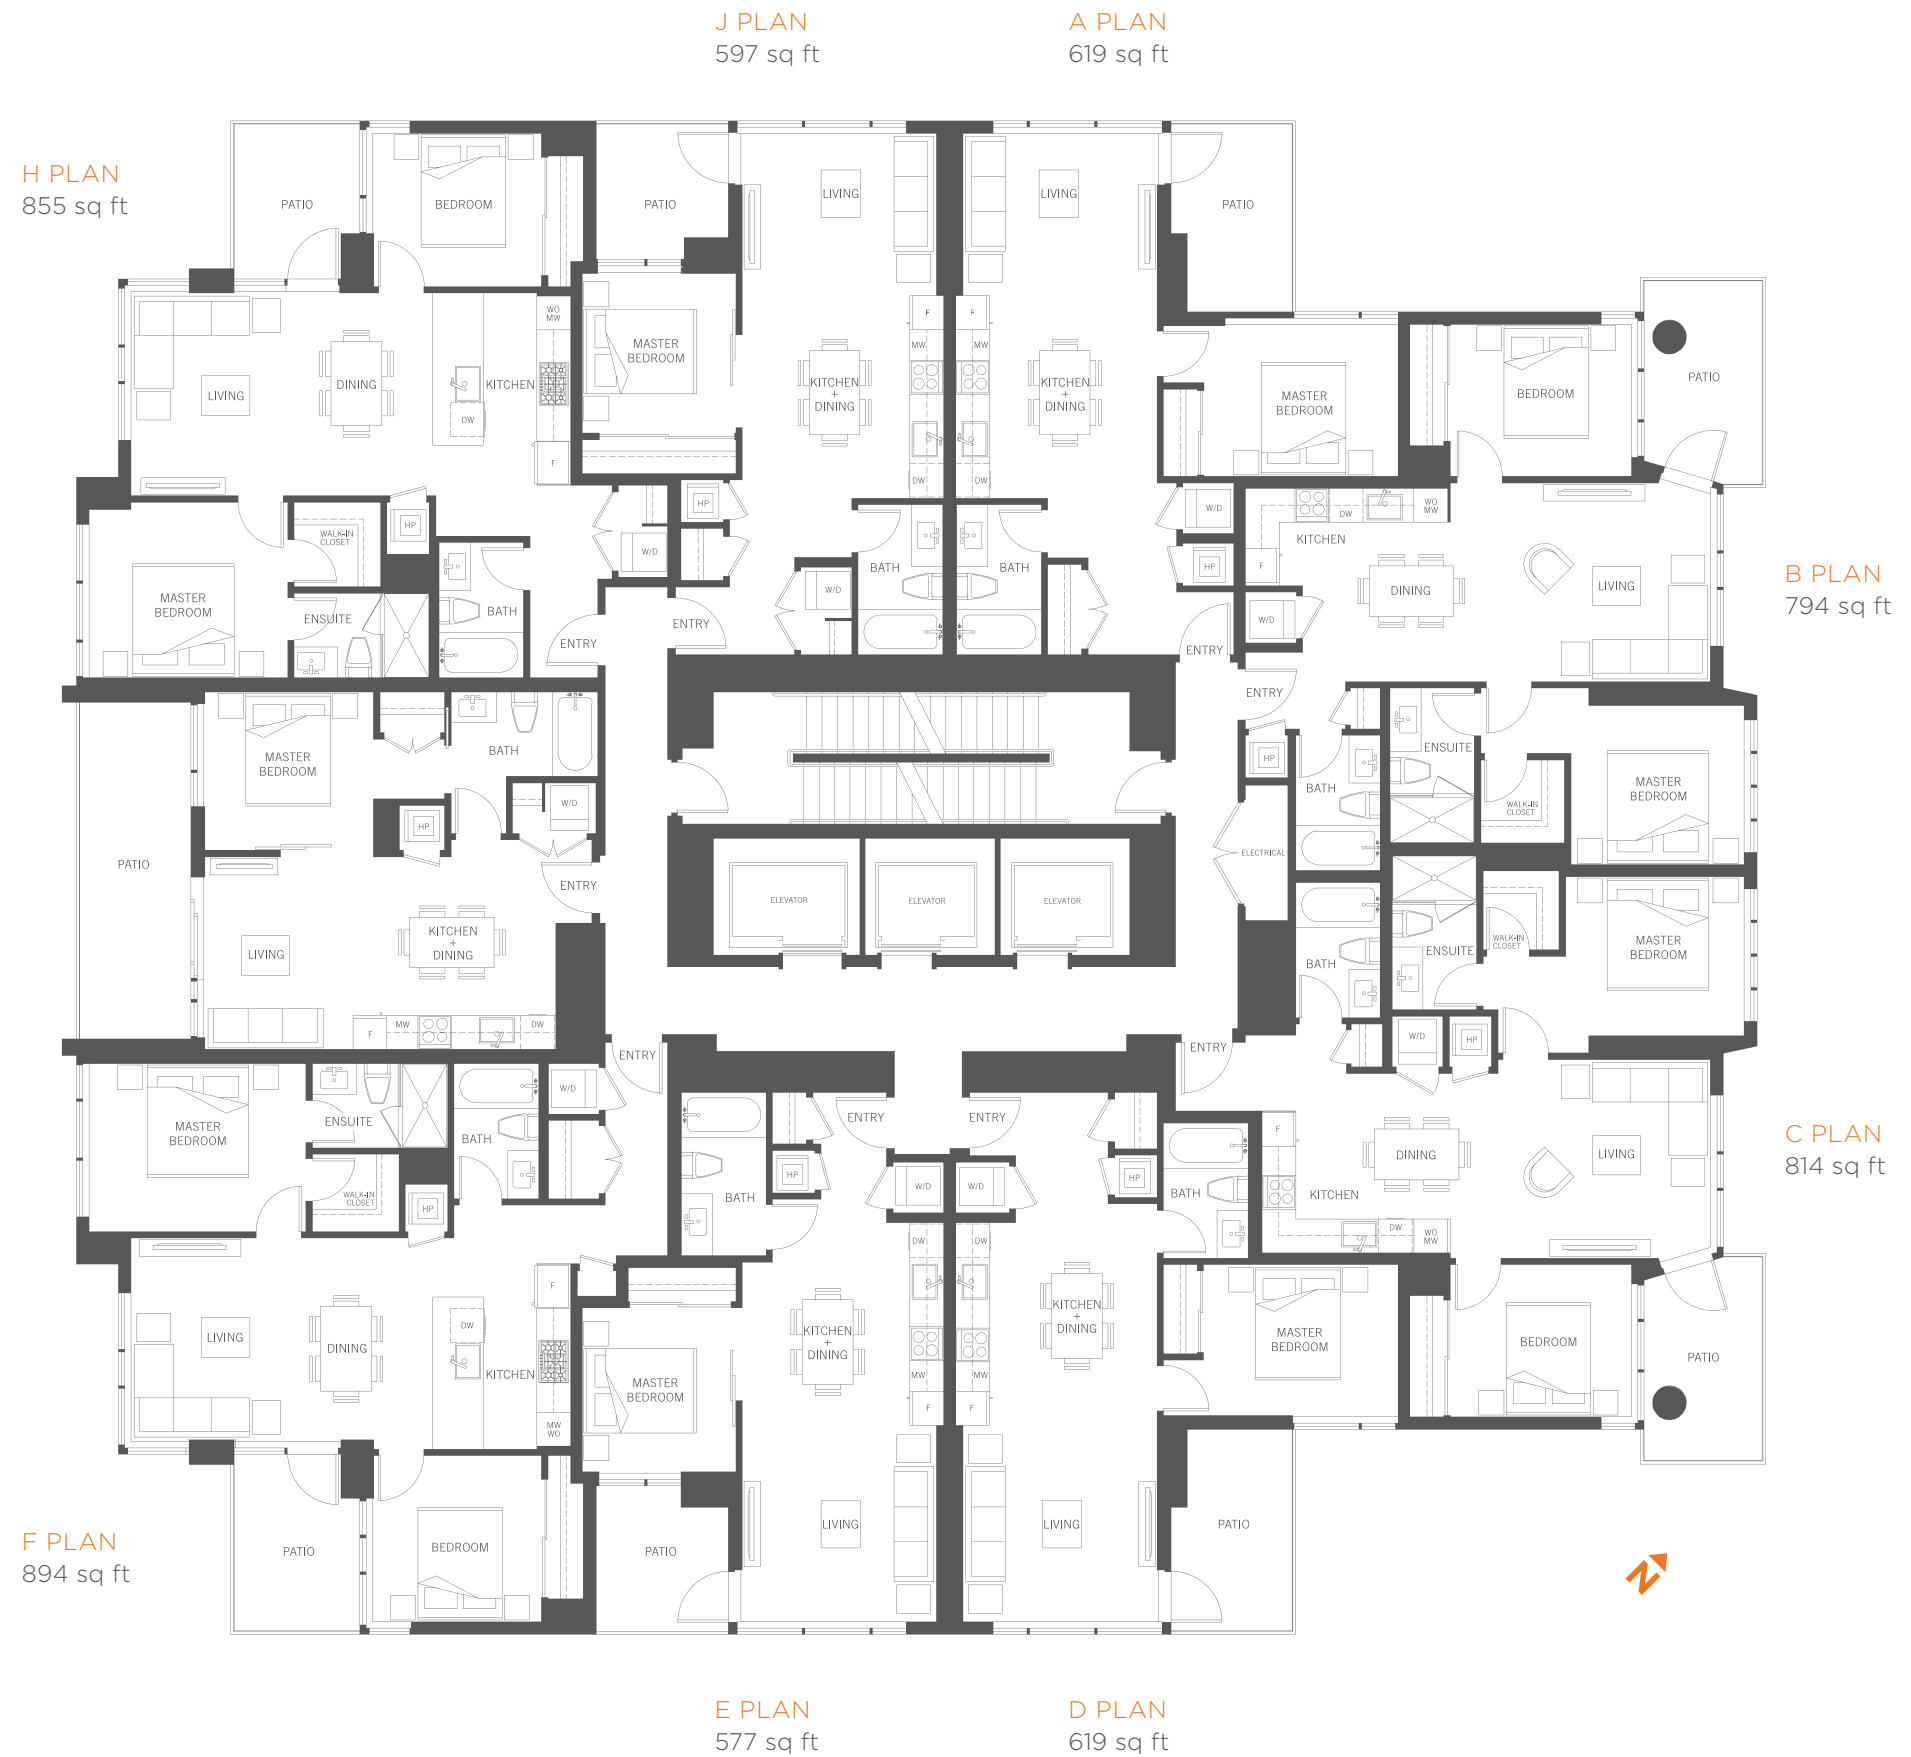 J PLAN
597 sq ft
A PLAN
619 sq ft
H PLAN
855 sq ft
PATIO
BEDROOM
PATIO
LIVING
LIVING
PATIO
WO
MW
F
F
MASTER
BEDROOM
MW
MW
PATIO
LIVING
DINING
KITCHEN
KITCHEN
+
DINING
KITCHEN
+
DINING
MASTER
BEDROOM
BEDROOM
DW
F
DW
DW
HP
W/D
WO
MW
DW
HP
WALK-IN
CLOSET
KITCHEN
W/D
BATH
BATH
HP
F
B PLAN
794 sq ft
MASTER
BEDROOM
ENSUITE
BATH
W/D
DINING
LIVING
ENTRY
ENTRY
W/D
ENTRY
ENTRY
MASTER
BEDROOM
BATH
HP
ENSUITE
MASTER
BEDROOM
BATH
W/D
WALK-IN
CLOSET
HP
PATIO
ELECTRICAL
ENTRY
ELEVATOR
ELEVATOR
ELEVATOR
LIVING
KITCHEN
+
DINING
BATH
ENSUITE
WALK-IN
CLOSET
MASTER
BEDROOM
F
MW
DW
W/D
HP
ENTRY
ENTRY
W/D
MASTER
BEDROOM
ENSUITE
BATH
ENTRY
ENTRY
F
DINING
LIVING
C PLAN
814 sq ft
WALK-IN
CLOSET
HP
HP
W/D
W/D
HP
BATH
BATH
KITCHEN
HP
DW
WO
MW
DW
DW
F
DW
LIVING
DINING
KITCHEN
MASTER
BEDROOM
KITCHEN
+
DINING
KITCHEN
+
DINING
MASTER
BEDROOM
BEDROOM
PATIO
MW
MW
MW
WO
F
F
F PLAN
894 sq ft
PATIO
BEDROOM
PATIO
LIVING
LIVING
PATIO
N
E PLAN
577 sq ft
D PLAN
619 sq ft